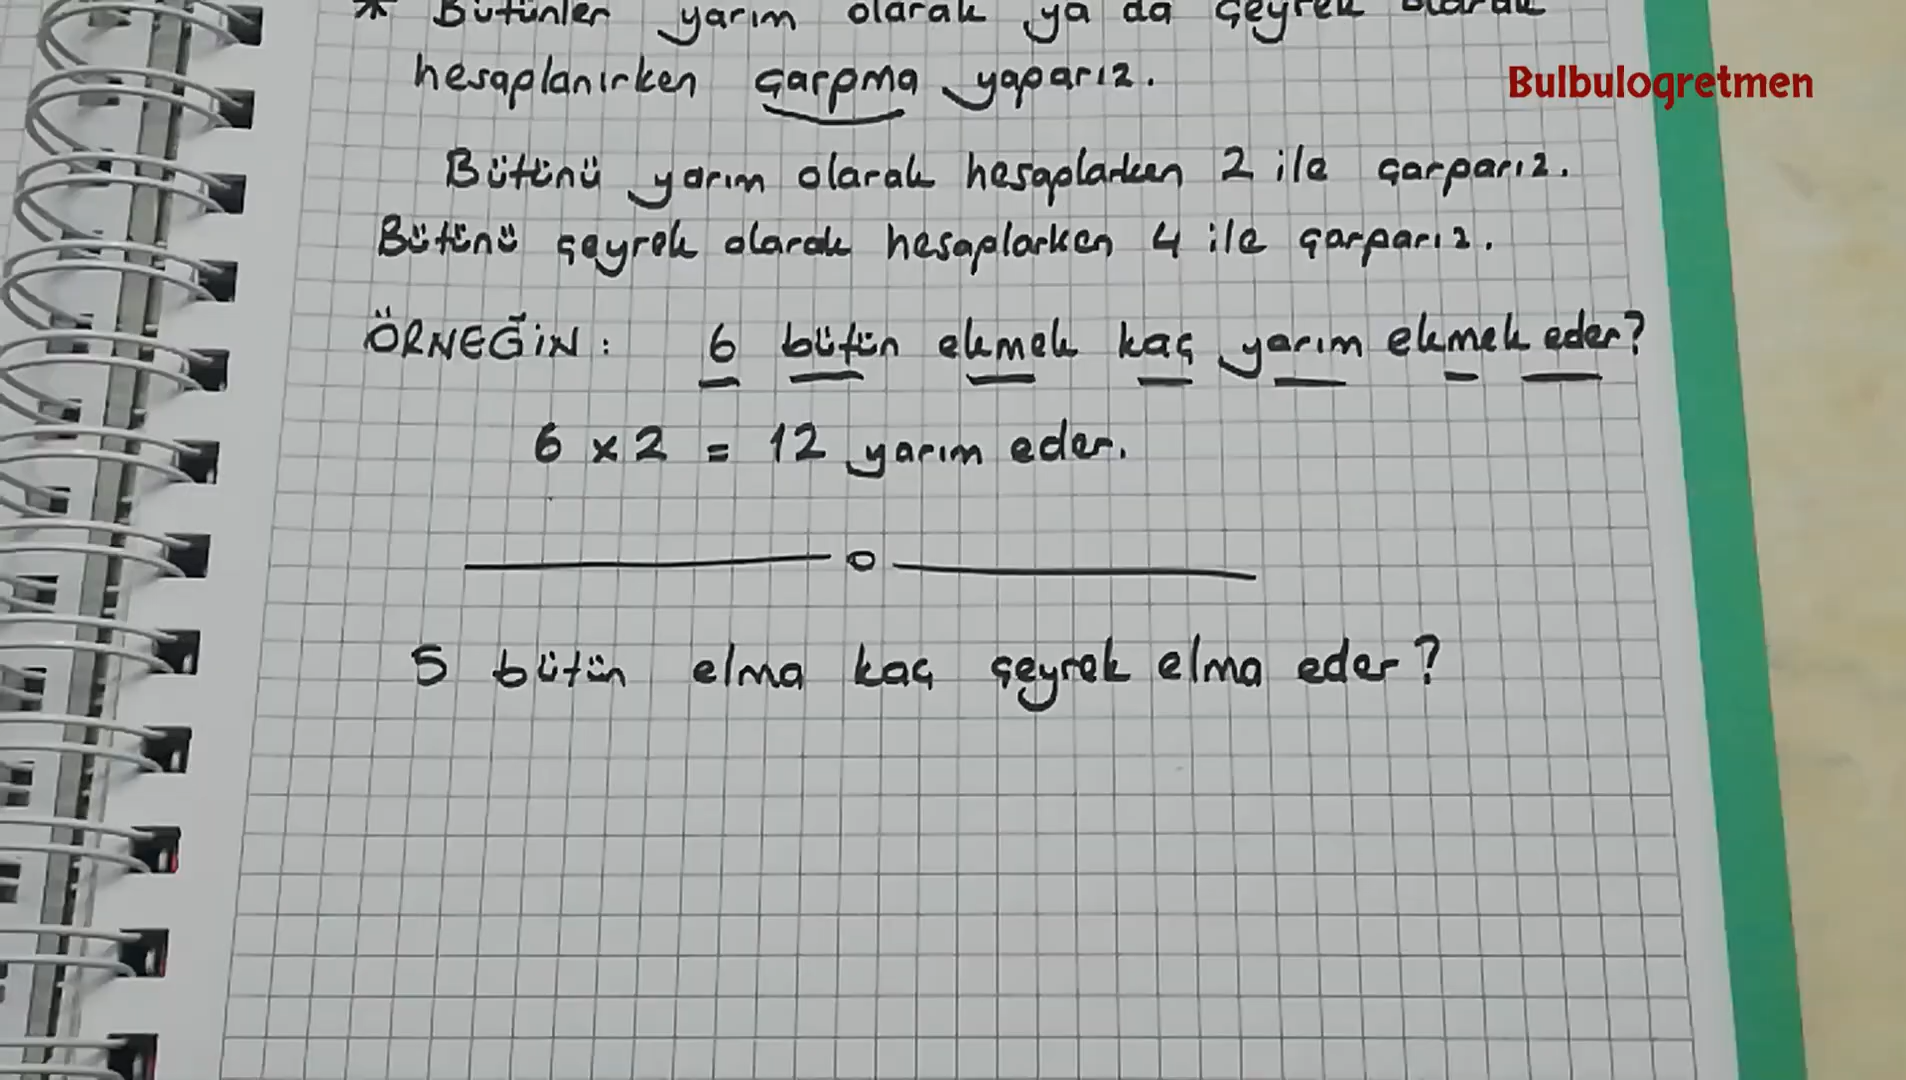 * Bütünler yarım olarak ya da çeyrek olarak
hesaplanırken çarpma yaparız.
Bulbulogretmen
Bütünü yarım olarak hesaplarken 2 ile çarparız.
Bütünü çeyrek olarak hesaplarken 4 ile çarparız.
ÖRNEĞİN: 6 bütün ekmek kaç yarım ekmek eder?
6 x 2 = 12 yarım eder.
5 bütün elma kaç çeyrek elma eder?